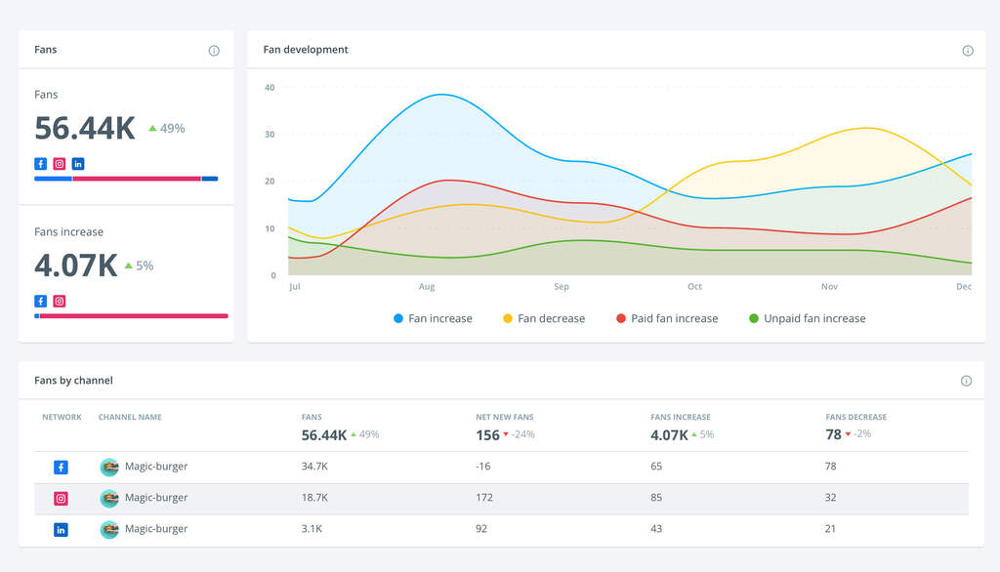 Fans
Fans
56.44K 49%
Fans increase
4.07K 5%
Fan development
40
30
20
10
0
Jul Aug Sep Oct Nov Dec
Fan increase Fan decrease Paid fan increase Unpaid fan increase
Fans by channel
NETWORK CHANNEL NAME FANS NET NEW FANS FANS INCREASE FANS DECREASE
56.44K 49% 156 -24% 4.07K 5% 78 -2%
Magic-burger 34.7K -16 65 78
Magic-burger 18.7K 172 85 32
in Magic-burger 3.1K 92 43 21